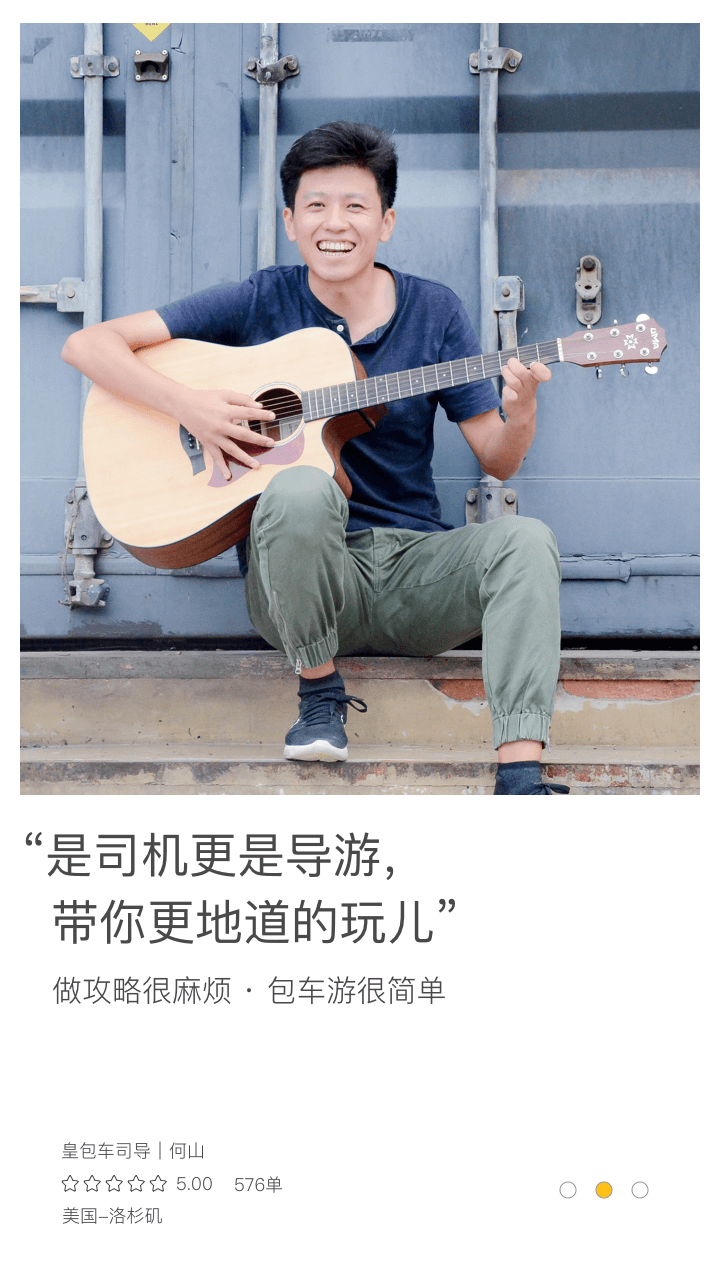 “是司机更是导游，
带你更地道的玩儿”
做攻略很麻烦 · 包车游很简单
皇包车司导｜何山
☆☆☆☆☆ 5.00 576单
美国–洛杉矶